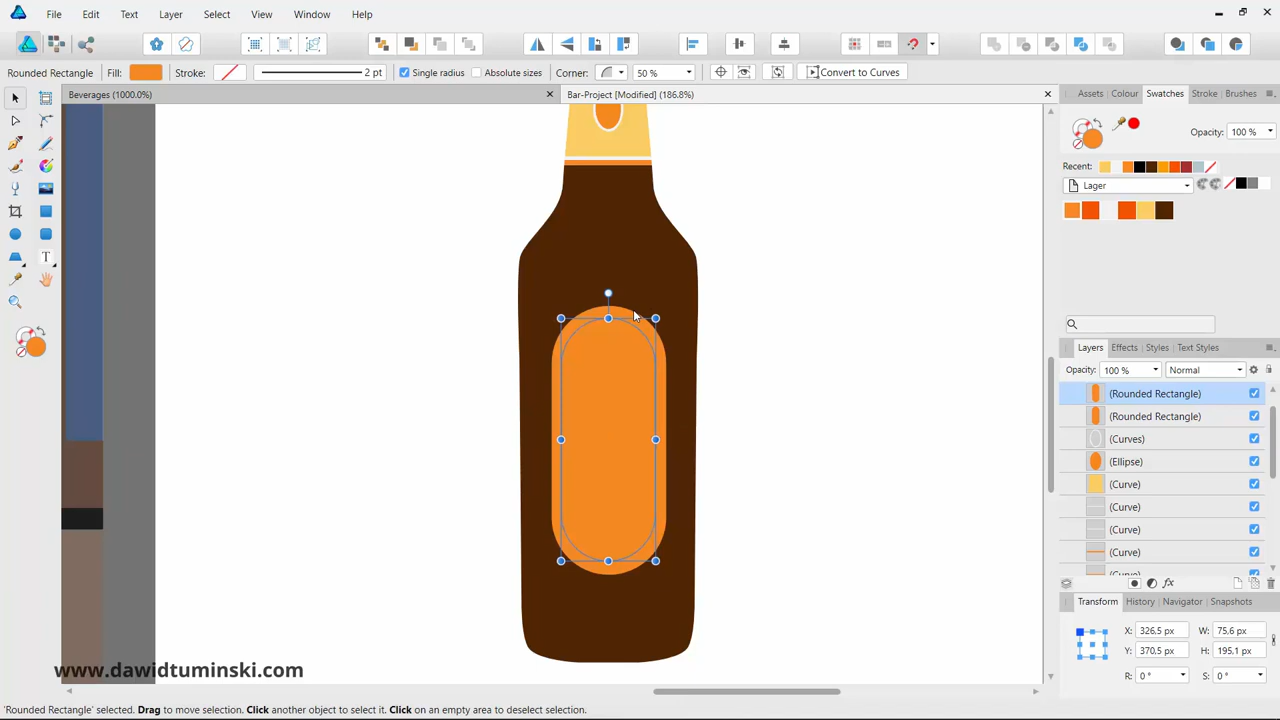 File Edit Text Layer Select View Window Help
Rounded Rectangle Fill: Stroke: 2 pt Single radius Absolute sizes Corner: 50 % Convert to Curves
Beverages (1000.0%) Bar-Project [Modified] (186.8%)
Assets Colour Swatches Stroke Brushes
Opacity: 100 %
Recent:
Lager
Layers Effects Styles Text Styles
Opacity: 100 % Normal
(Rounded Rectangle)
(Rounded Rectangle)
(Curves)
(Ellipse)
(Curve)
(Curve)
(Curve)
(Curve)
(Curve)
fx
Transform History Navigator Snapshots
X: 326,5 px W: 75,6 px
Y: 370,5 px H: 195,1 px
R: 0 ° S: 0 °
www.dawidtuminski.com
'Rounded Rectangle' selected. Drag to move selection. Click another object to select it. Click on an empty area to deselect selection.